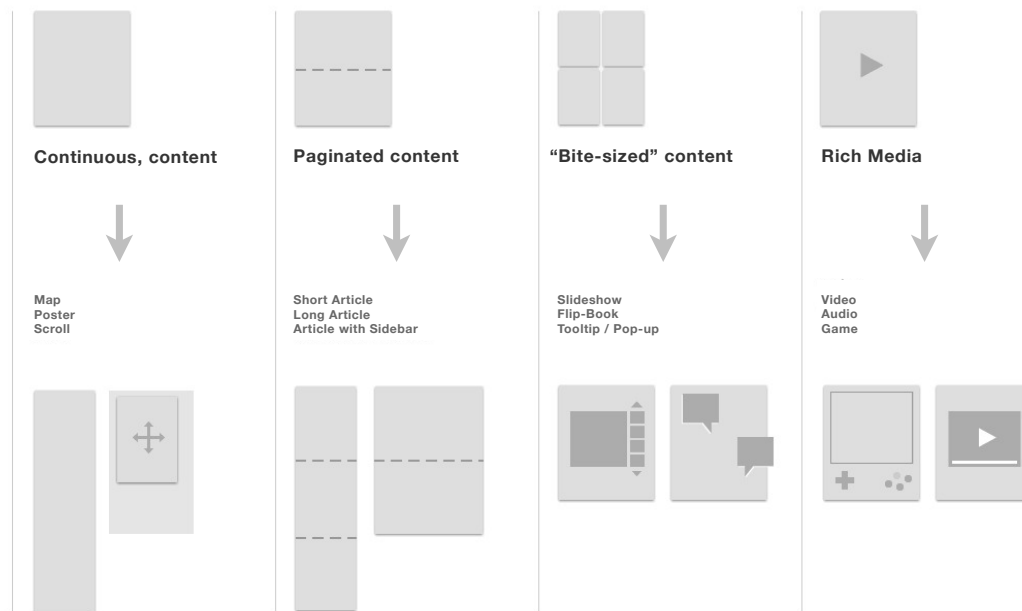 Continuous, content
Paginated content
“Bite-sized” content
Rich Media
Map
Poster
Scroll
Short Article
Long Article
Article with Sidebar
Slideshow
Flip-Book
Tooltip / Pop-up
Video
Audio
Game